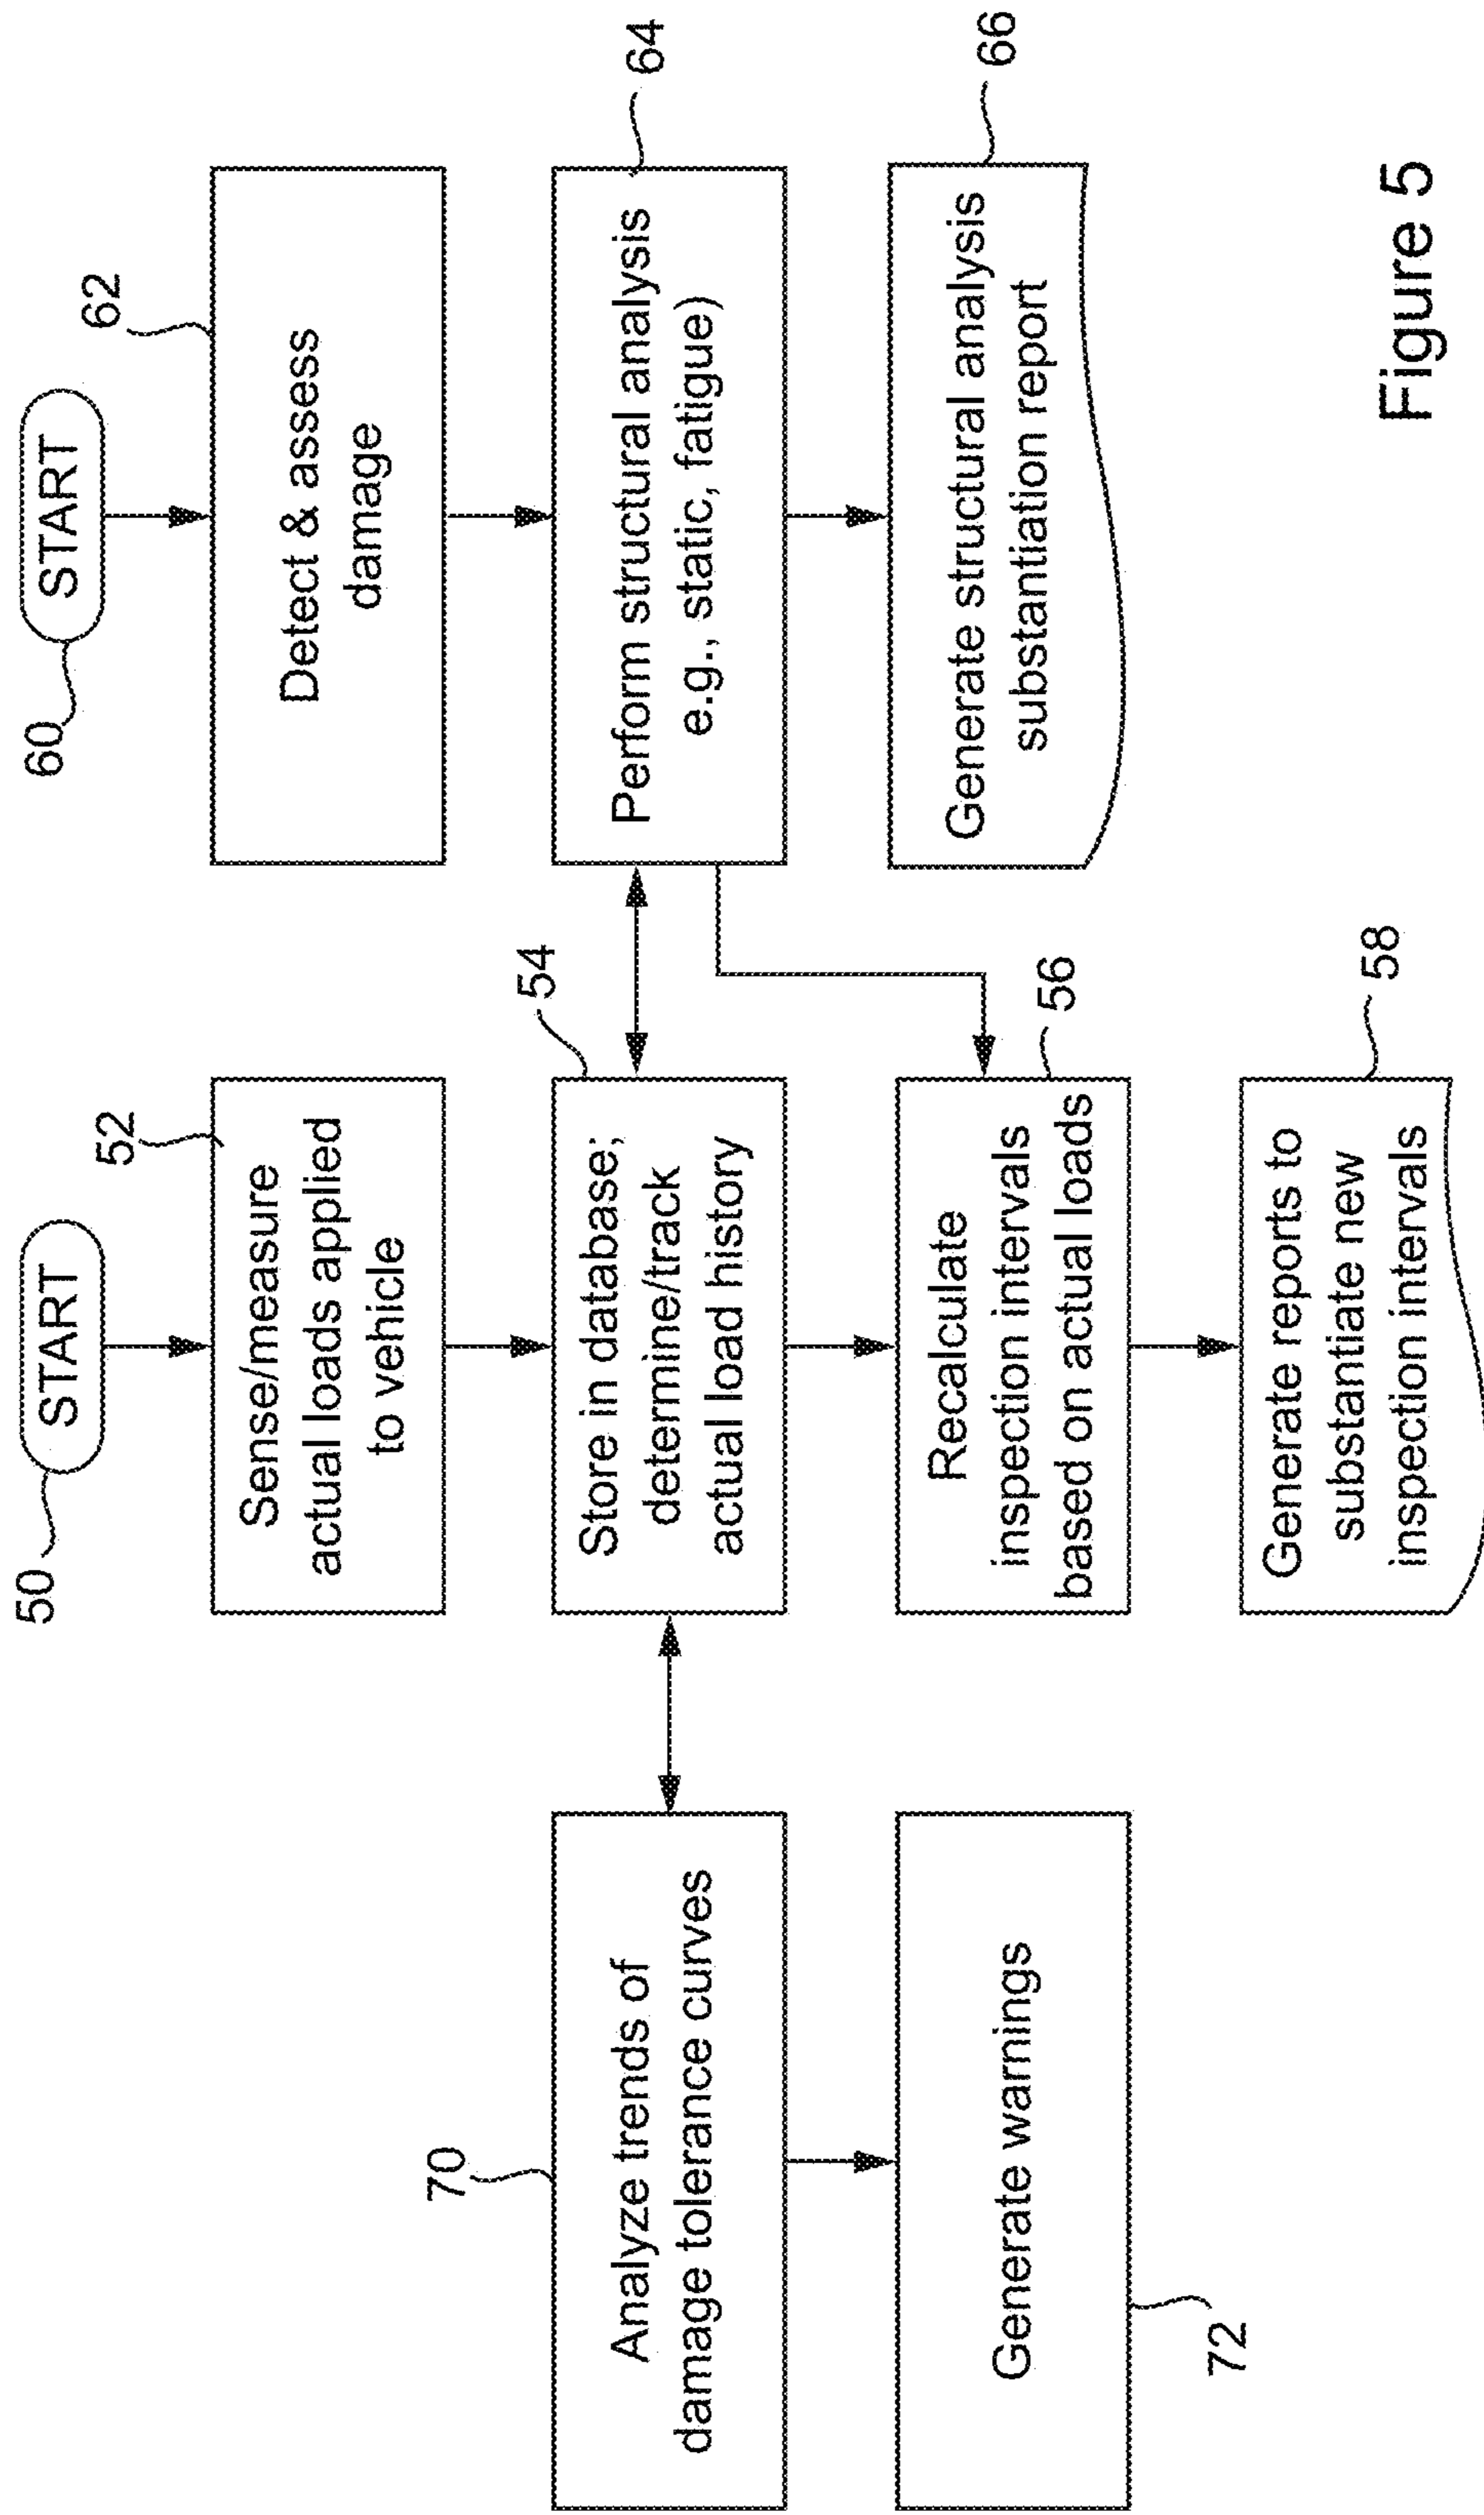 50
START
52
Sense/measure
actual loads applied
to vehicle
54
Store in database;
determine/track
actual load history
56
Recalculate
inspection intervals
based on actual loads
58
Generate reports to
substantiate new
inspection intervals
60
START
62
Detect & assess
damage
64
Perform structural analysis
e.g., static, fatigue)
66
Generate structural analysis
substantiation report
70
Analyze trends of
damage tolerance curves
Generate warnings
72
Figure 5